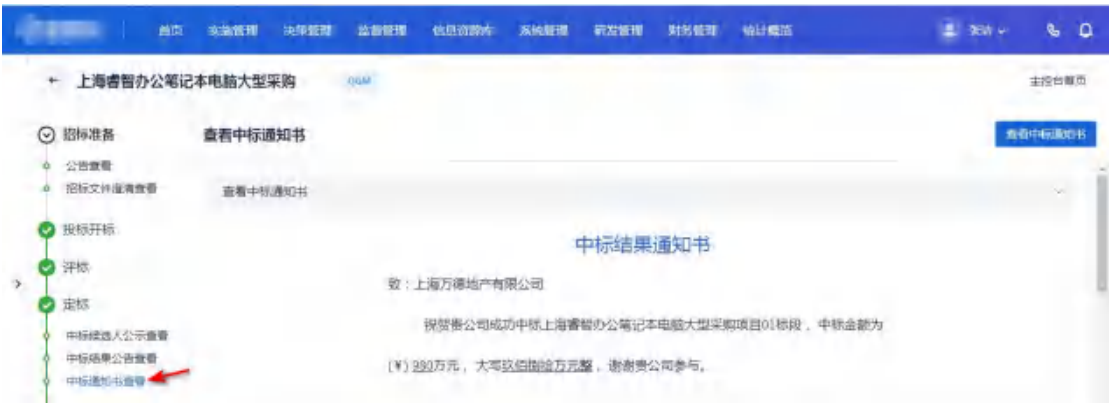 首页 实施管理 决策管理 监督管理 信息资源库 系统管理 研发管理 财务管理 统计概览
← 上海睿智办公笔记本电脑大型采购
主控台首页
招标准备
查看中标通知书
查看中标通知书
公告查看
招标文件澄清查看
查看中标通知书
投标开标
中标结果通知书
评标
致：上海万德地产有限公司
定标
祝贺贵公司成功中标上海睿智办公笔记本电脑大型采购项目01标段，中标金额为
中标候选人公示查看
中标结果公告查看
(¥) 980万元，大写玖佰捌拾万元整，谢谢贵公司参与。
中标通知书查看